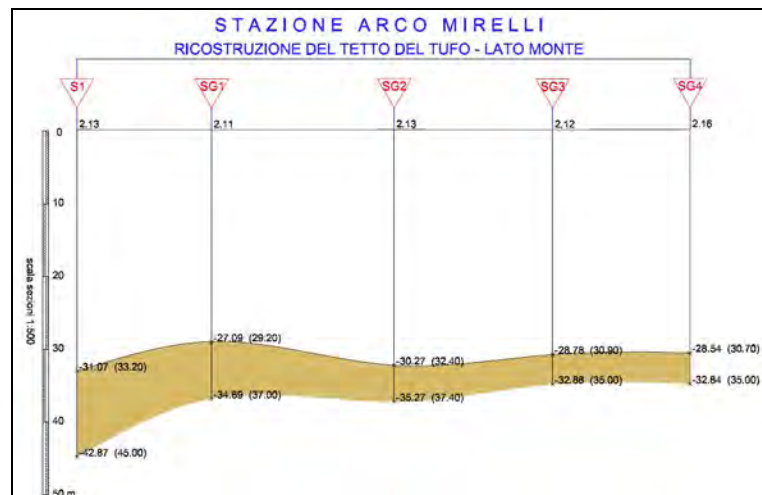 STAZIONE ARCO MIRELLI
RICOSTRUZIONE DEL TETTO DEL TUFO - LATO MONTE
S1 SG1 SG2 SG3 SG4
2.13 2.11 2.13 2.12 2.16
0
10
20
scala sezioni 1:500
30
-27.09 (29.20)
-31.07 (33.20) -30.27 (32.40) -28.78 (30.90) -28.54 (30.70)
-34.89 (37.00) -35.27 (37.40) -32.88 (35.00) -32.84 (35.00)
40
-42.87 (45.00)
50 m